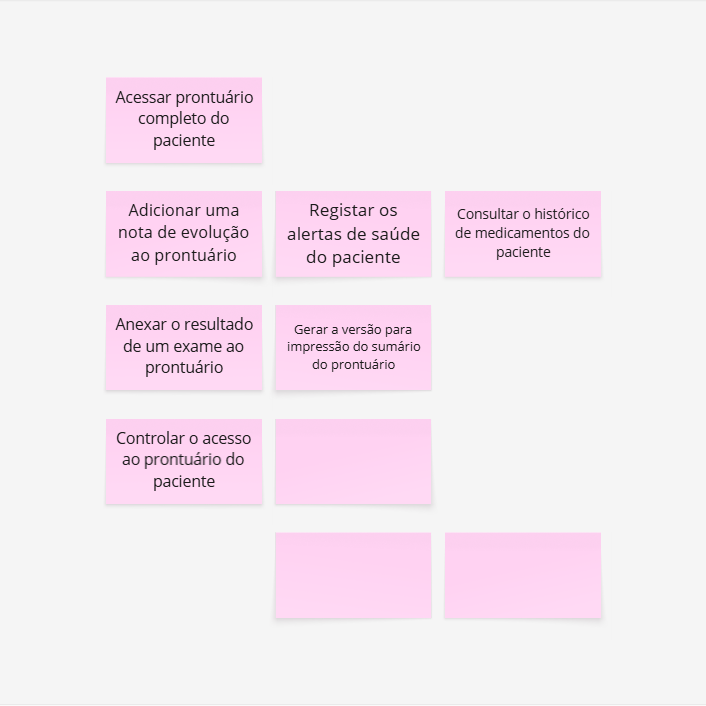 Acessar prontuário
completo do
paciente
Adicionar uma
nota de evolução
ao prontuário
Registar os
alertas de saúde
do paciente
Consultar o histórico
de medicamentos do
paciente
Anexar o resultado
de um exame ao
prontuário
Gerar a versão para
impressão do sumário
do prontuário
Controlar o acesso
ao prontuário do
paciente